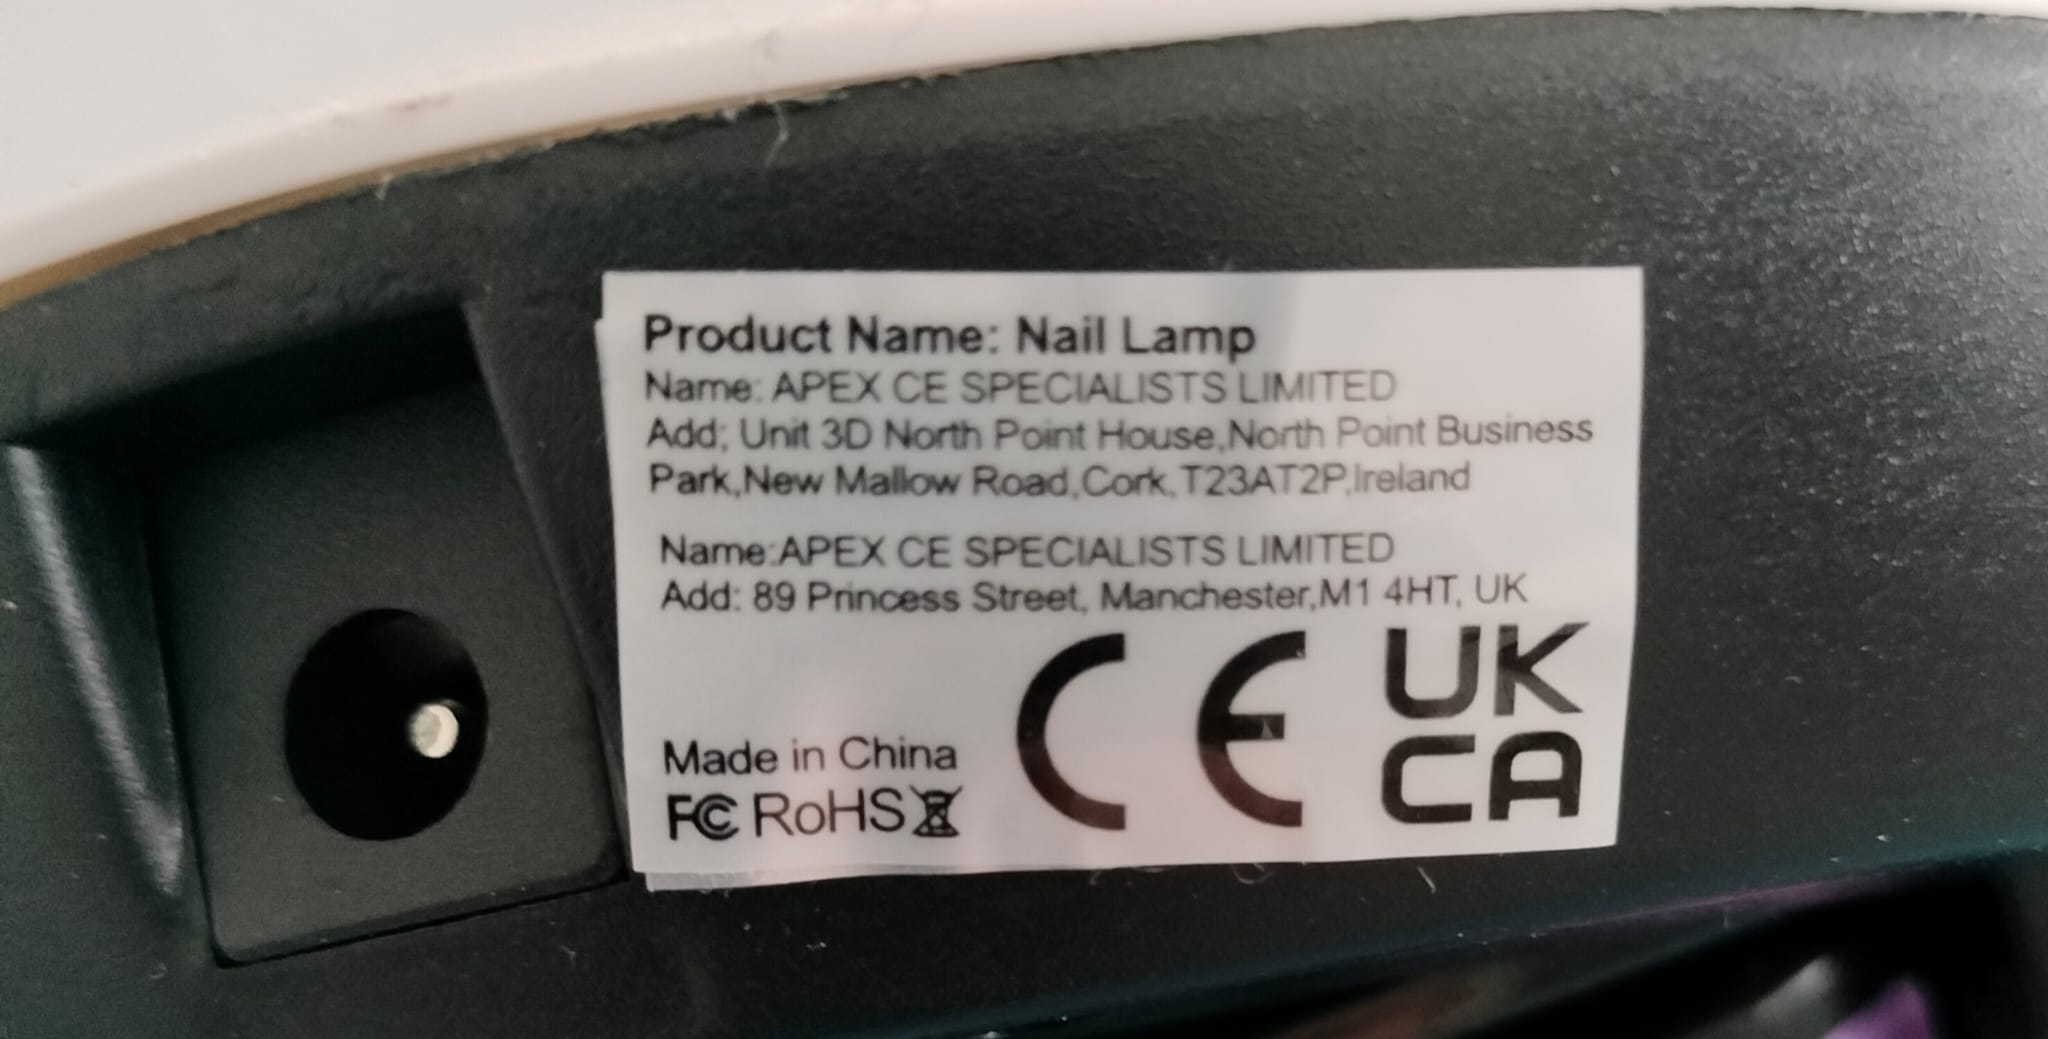 Product Name: Nail Lamp
Name: APEX CE SPECIALISTS LIMITED
Add; Unit 3D North Point House,North Point Business
Park,New Mallow Road,Cork,T23AT2P,Ireland
Name:APEX CE SPECIALISTS LIMITED
Add: 89 Princess Street, Manchester,M1 4HT, UK
Made in China
FC RoHS
CE
UK
CA